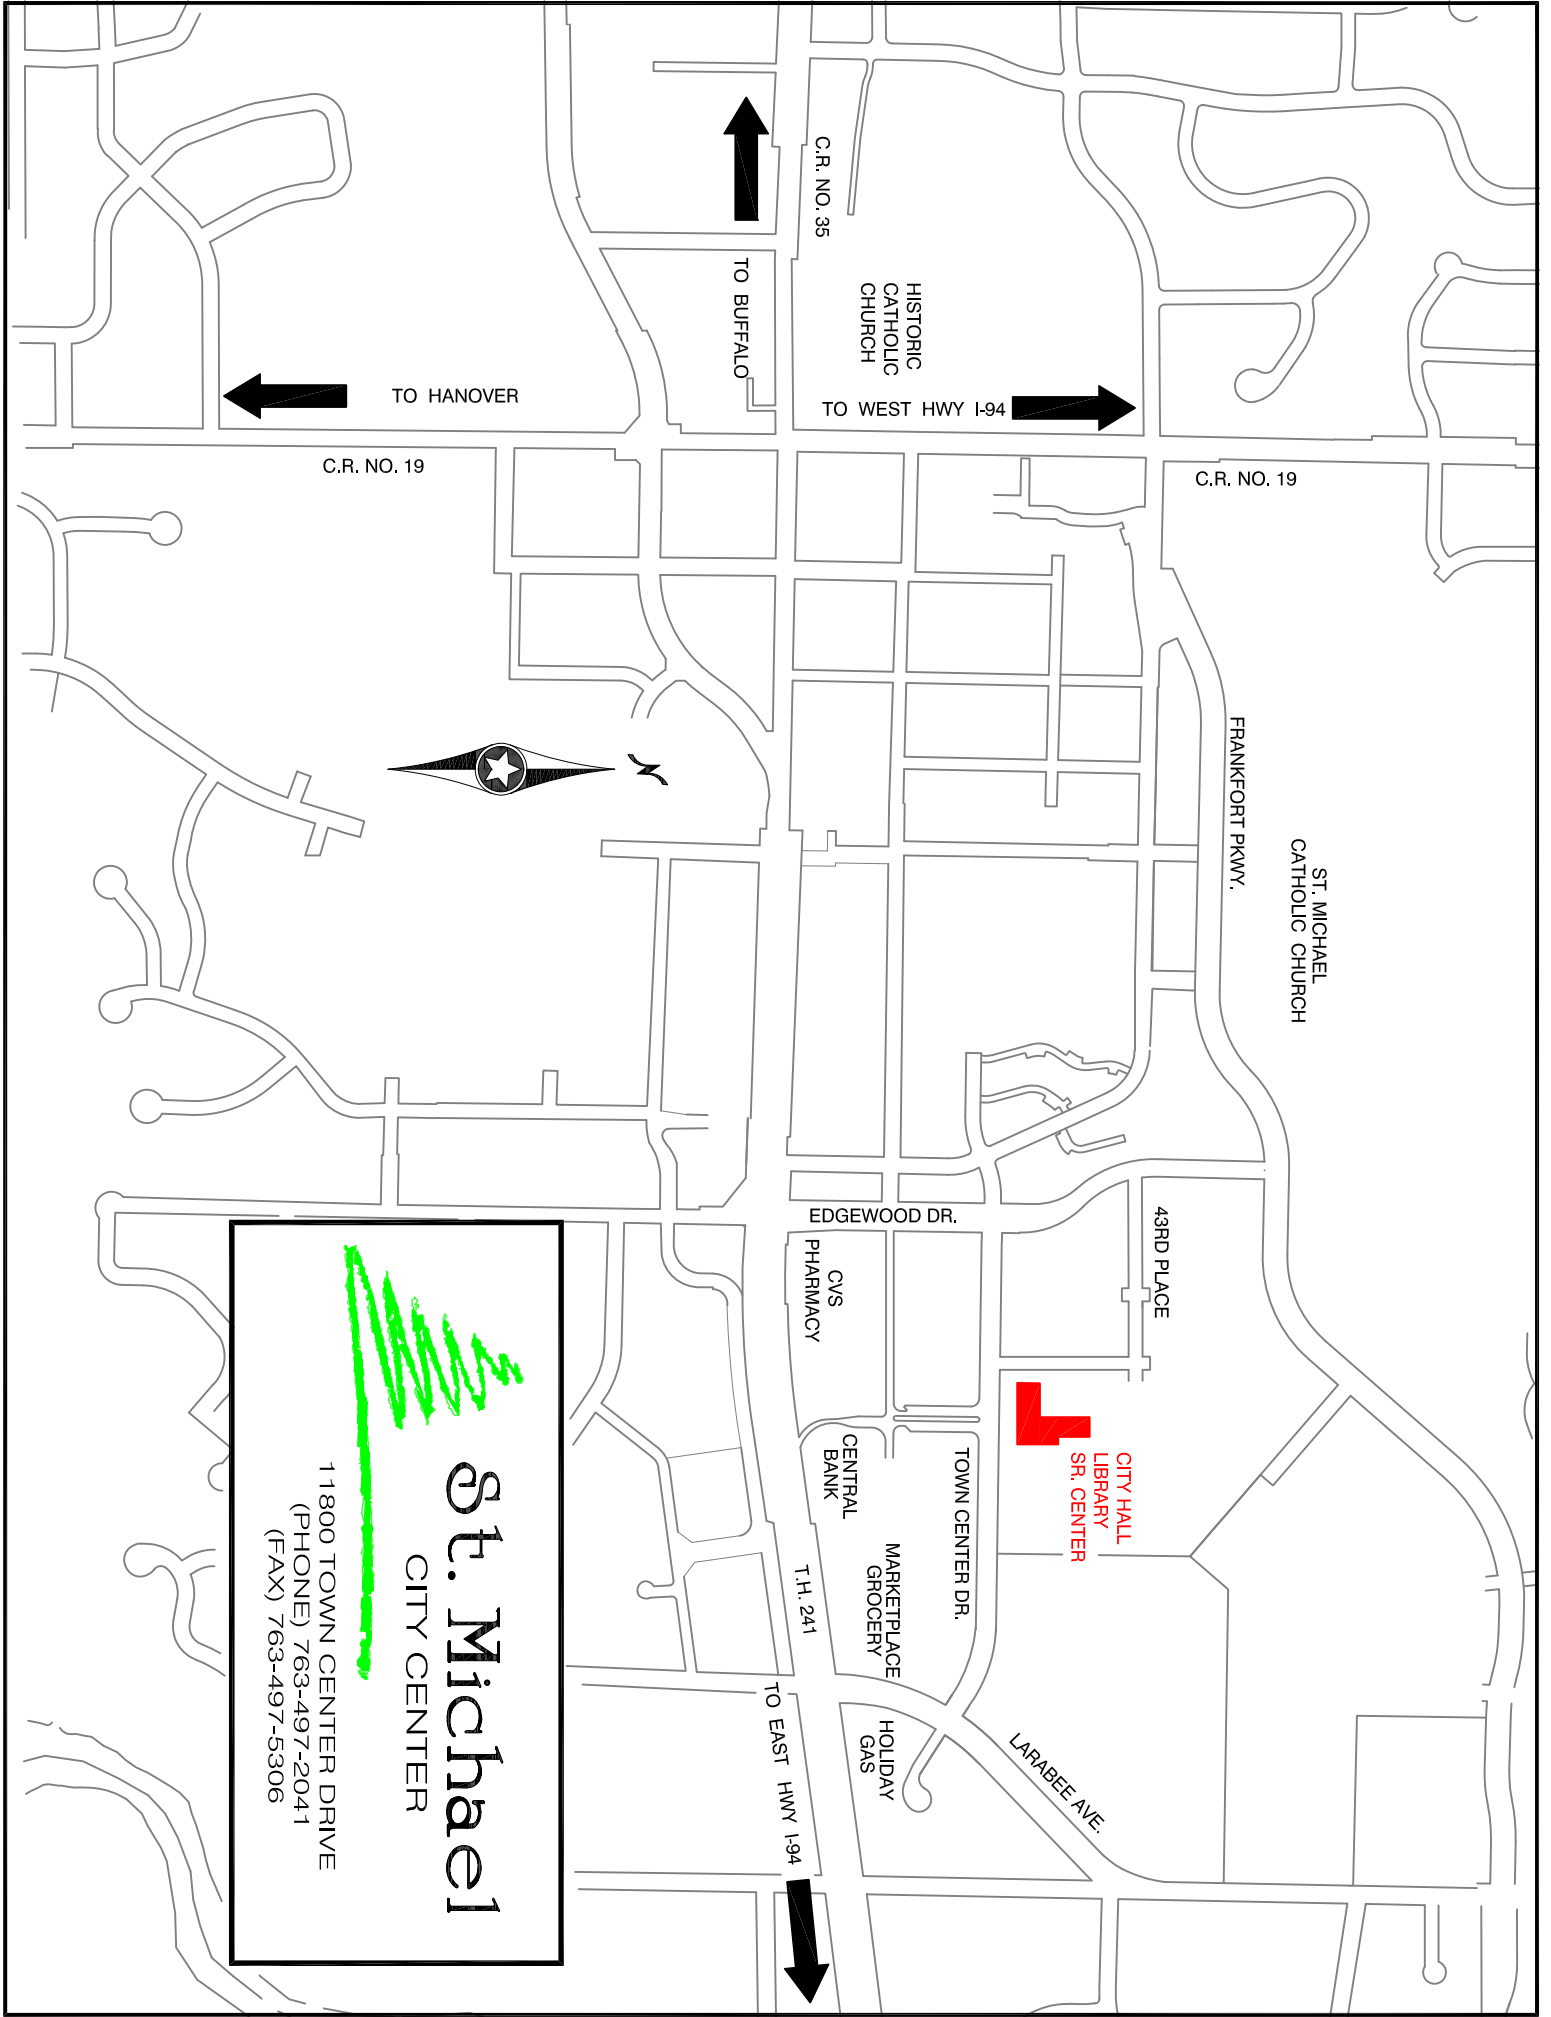 C.R. NO. 35
TO BUFFALO
HISTORIC
CATHOLIC
CHURCH
TO HANOVER
TO WEST HWY I-94
C.R. NO. 19
C.R. NO. 19
N
FRANKFORT PKWY.
ST. MICHAEL
CATHOLIC CHURCH
EDGEWOOD DR.
43RD PLACE
CVS
PHARMACY
CENTRAL
BANK
TOWN CENTER DR.
CITY HALL
LIBRARY
SR. CENTER
MARKETPLACE
GROCERY
T.H. 241
TO EAST HWY I-94
HOLIDAY
GAS
LARABEE AVE.
St. Michael
CITY CENTER
11800 TOWN CENTER DRIVE
(PHONE) 763-497-2041
(FAX) 763-497-5306